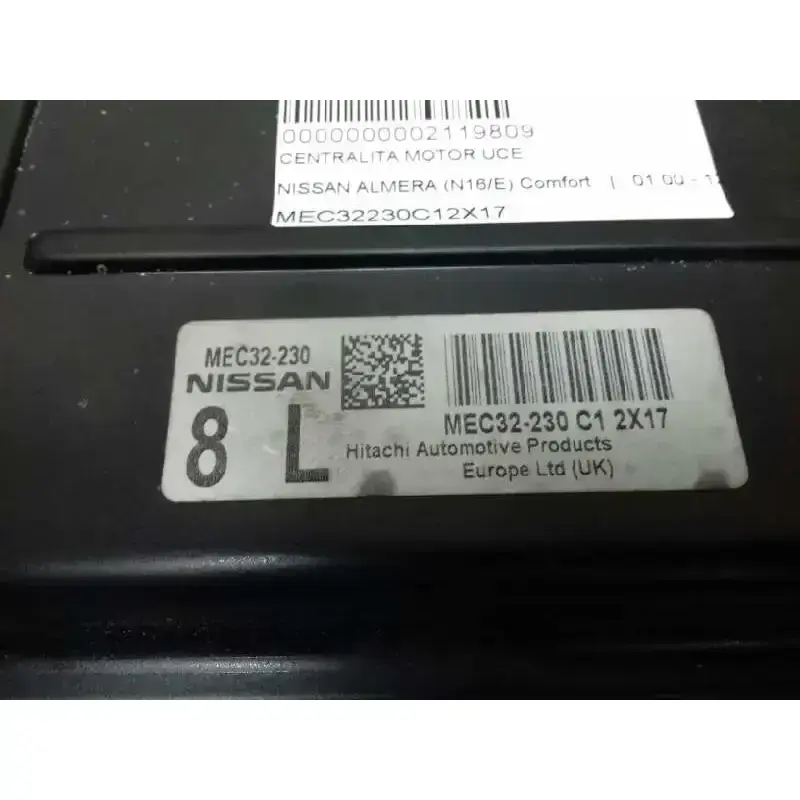 0000000002119809
CENTRALITA MOTOR UCE
NISSAN ALMERA (N16/E) Comfort | 01.00 -
MEC32230C12X17
MEC32-230
NISSAN
8 L
MEC32-230 C1 2X17
Hitachi Automotive Products
Europe Ltd (UK)